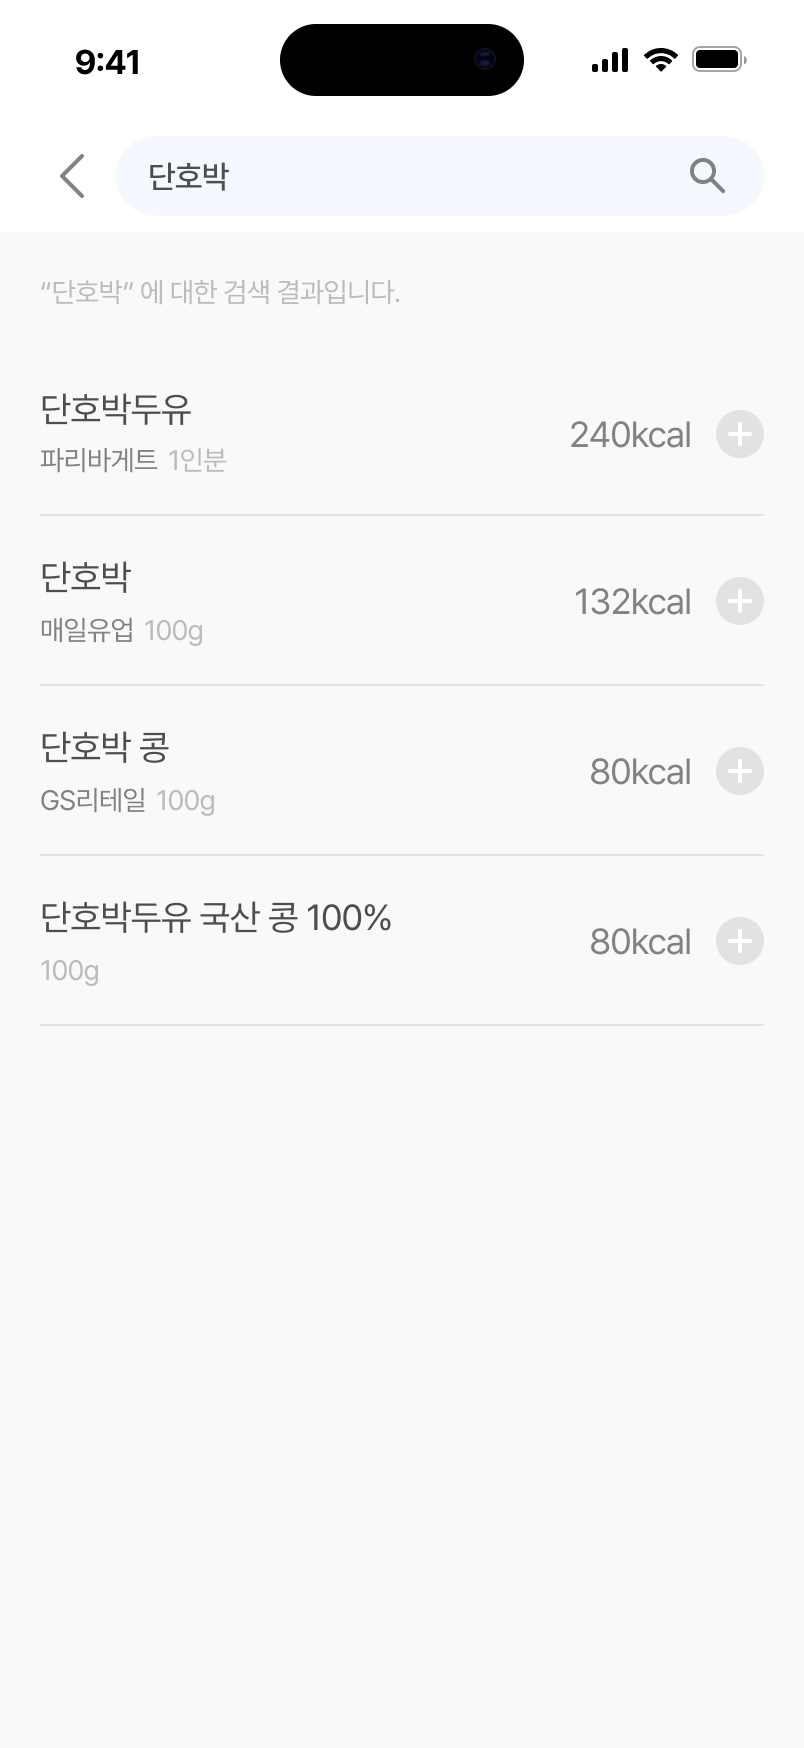 9:41
단호박
“단호박” 에 대한 검색 결과입니다.
단호박두유
파리바게트 1인분
240kcal
단호박
매일유업 100g
132kcal
단호박 콩
GS리테일 100g
80kcal
단호박두유 국산 콩 100%
100g
80kcal